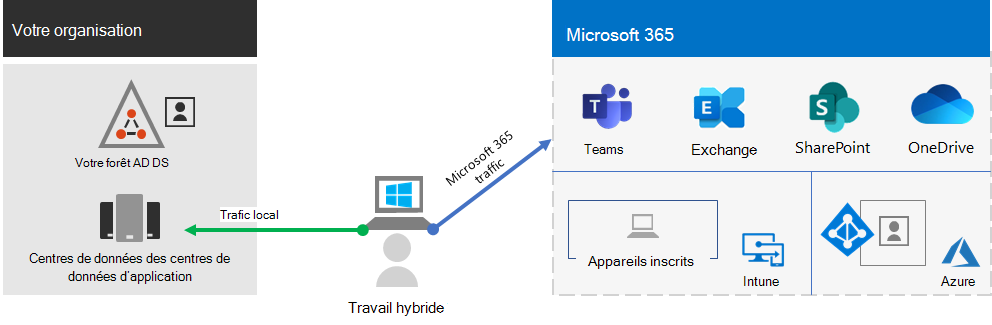 Votre organisation
Votre forêt AD DS
Centres de données des centres de
données d'application
Trafic local
Microsoft 365
traffic
Travail hybride
Microsoft 365
Teams
Exchange
SharePoint
OneDrive
Appareils inscrits
Intune
Azure